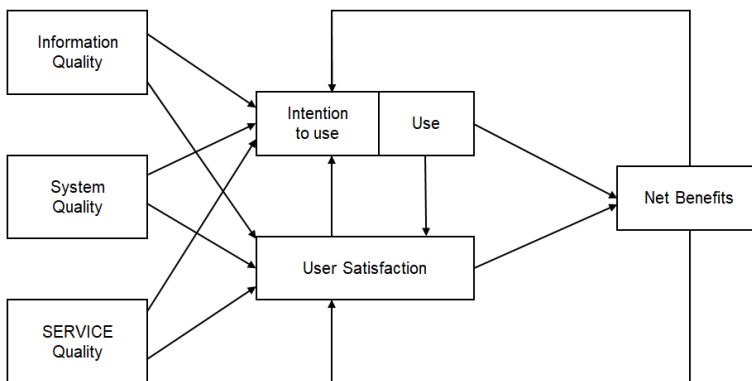 Information
Quality
Intention
to use
Use
System
Quality
Net Benefits
User Satisfaction
SERVICE
Quality